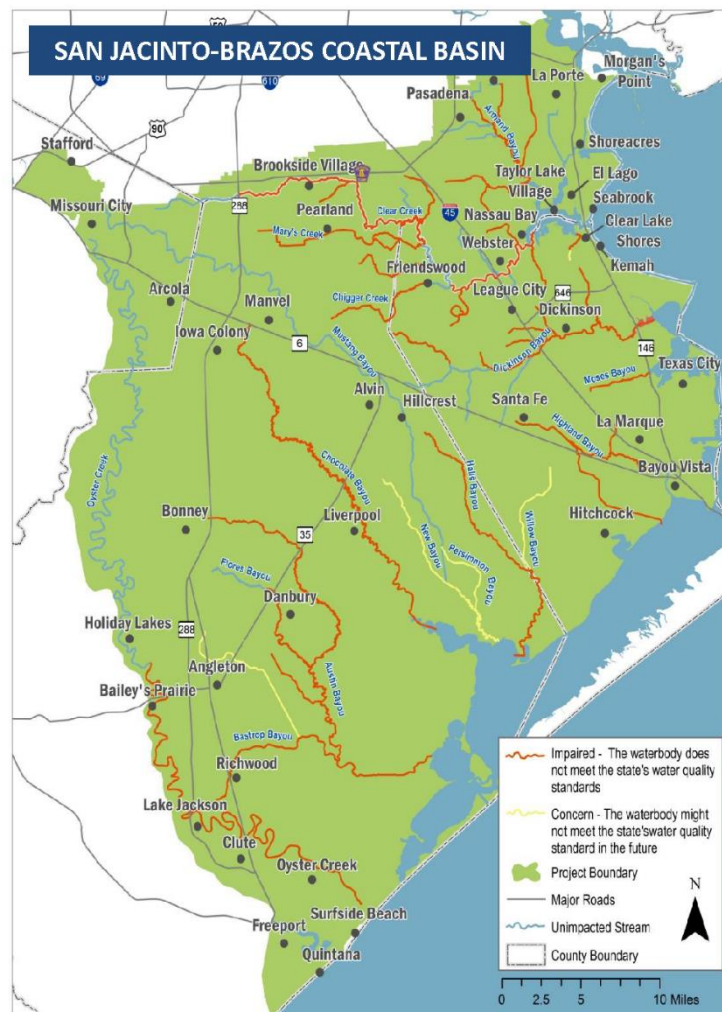 SAN JACINTO-BRAZOS COASTAL BASIN
69
610
90
Pasadena
La Porte
Morgan's
Point
Armand Bayou
Stafford
Shoreacres
Brookside Village
Taylor Lake
Village
El Lago
Seabrook
Missouri City
288
Pearland
Clear Creek
45
Nassau Bay
Clear Lake
Shores
Mary's Creek
Webster
Kemah
Friendswood
Arcola
Manvel
Chigger Creek
League City
646
Dickinson
Iowa Colony
6
Mustang Bayou
Dickinson Bayou
146
Moses Bayou
Texas City
Alvin
Hillcrest
Santa Fe
Highland Bayou
La Marque
Oyster Creek
Chocolate Bayou
Halls Bayou
Bayou Vista
Bonney
35
Liverpool
New Bayou
Persimmon
Bayou
Willow Bayou
Hitchcock
Flores Bayou
Danbury
Holiday Lakes
288
Angleton
Bailey's Prairie
Austin Bayou
Bastrop Bayou
Richwood
Lake Jackson
Clute
Oyster Creek
Surfside Beach
Freeport
Quintana
Impaired - The waterbody does
not meet the state's water quality
standards
Concern - The waterbody might
not meet the state'swater quality
standard in the future
Project Boundary
Major Roads
Unimpacted Stream
County Boundary
N
0 2.5 5 10 Miles